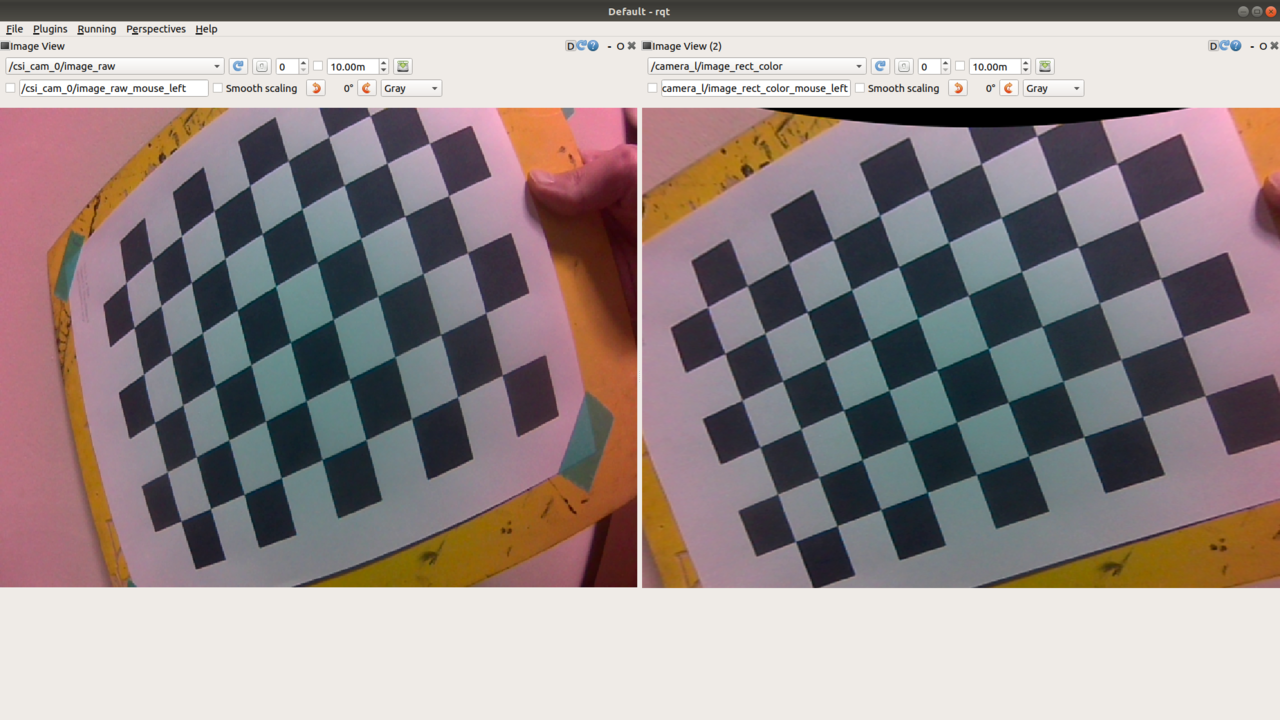 Default - rqt
File Plugins Running Perspectives Help
Image View
D ? - O
/csi_cam_0/image_raw
0
10.00m
/csi_cam_0/image_raw_mouse_left
Smooth scaling
0°
Gray
Image View (2)
D ? - O
/camera_l/image_rect_color
0
10.00m
camera_l/image_rect_color_mouse_left
Smooth scaling
0°
Gray